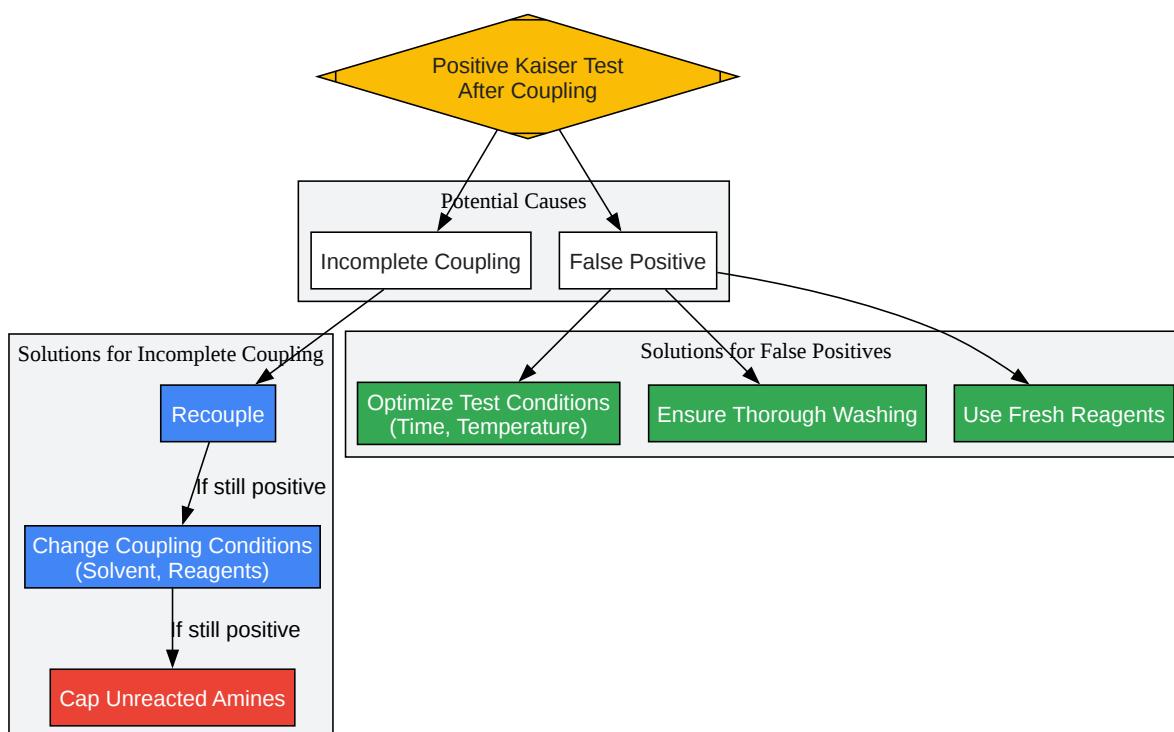 Positive Kaiser Test
After Coupling
Potential Causes
Incomplete Coupling
False Positive
Solutions for Incomplete Coupling
Solutions for False Positives
Recouple
Optimize Test Conditions
(Time, Temperature)
Ensure Thorough Washing
Use Fresh Reagents
If still positive
Change Coupling Conditions
(Solvent, Reagents)
If still positive
Cap Unreacted Amines